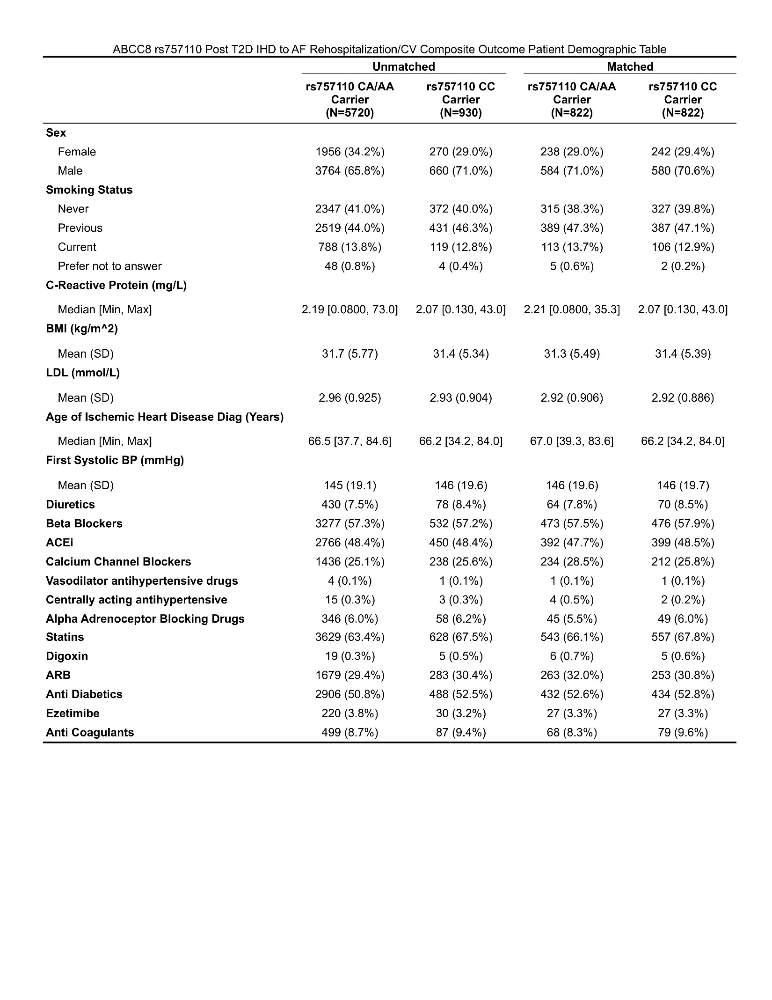 ABCC8 rs757110 Post T2D IHD to AF Rehospitalization/CV Composite Outcome Patient Demographic Table
Unmatched Matched
rs757110 CA/AA rs757110 CC rs757110 CA/AA rs757110 CC
Carrier Carrier Carrier Carrier
(N=5720) (N=930) (N=822) (N=822)
Sex
Female 1956 (34.2%) 270 (29.0%) 238 (29.0%) 242 (29.4%)
Male 3764 (65.8%) 660 (71.0%) 584 (71.0%) 580 (70.6%)
Smoking Status
Never 2347 (41.0%) 372 (40.0%) 315 (38.3%) 327 (39.8%)
Previous 2519 (44.0%) 431 (46.3%) 389 (47.3%) 387 (47.1%)
Current 788 (13.8%) 119 (12.8%) 113 (13.7%) 106 (12.9%)
Prefer not to answer 48 (0.8%) 4 (0.4%) 5 (0.6%) 2 (0.2%)
C-Reactive Protein (mg/L)
Median [Min, Max] 2.19 [0.0800, 73.0] 2.07 [0.130, 43.0] 2.21 [0.0800, 35.3] 2.07 [0.130, 43.0]
BMI (kg/m^2)
Mean (SD) 31.7 (5.77) 31.4 (5.34) 31.3 (5.49) 31.4 (5.39)
LDL (mmol/L)
Mean (SD) 2.96 (0.925) 2.93 (0.904) 2.92 (0.906) 2.92 (0.886)
Age of Ischemic Heart Disease Diag (Years)
Median [Min, Max] 66.5 [37.7, 84.6] 66.2 [34.2, 84.0] 67.0 [39.3, 83.6] 66.2 [34.2, 84.0]
First Systolic BP (mmHg)
Mean (SD) 145 (19.1) 146 (19.6) 146 (19.6) 146 (19.7)
Diuretics 430 (7.5%) 78 (8.4%) 64 (7.8%) 70 (8.5%)
Beta Blockers 3277 (57.3%) 532 (57.2%) 473 (57.5%) 476 (57.9%)
ACEi 2766 (48.4%) 450 (48.4%) 392 (47.7%) 399 (48.5%)
Calcium Channel Blockers 1436 (25.1%) 238 (25.6%) 234 (28.5%) 212 (25.8%)
Vasodilator antihypertensive drugs 4 (0.1%) 1 (0.1%) 1 (0.1%) 1 (0.1%)
Centrally acting antihypertensive 15 (0.3%) 3 (0.3%) 4 (0.5%) 2 (0.2%)
Alpha Adrenoceptor Blocking Drugs 346 (6.0%) 58 (6.2%) 45 (5.5%) 49 (6.0%)
Statins 3629 (63.4%) 628 (67.5%) 543 (66.1%) 557 (67.8%)
Digoxin 19 (0.3%) 5 (0.5%) 6 (0.7%) 5 (0.6%)
ARB 1679 (29.4%) 283 (30.4%) 263 (32.0%) 253 (30.8%)
Anti Diabetics 2906 (50.8%) 488 (52.5%) 432 (52.6%) 434 (52.8%)
Ezetimibe 220 (3.8%) 30 (3.2%) 27 (3.3%) 27 (3.3%)
Anti Coagulants 499 (8.7%) 87 (9.4%) 68 (8.3%) 79 (9.6%)